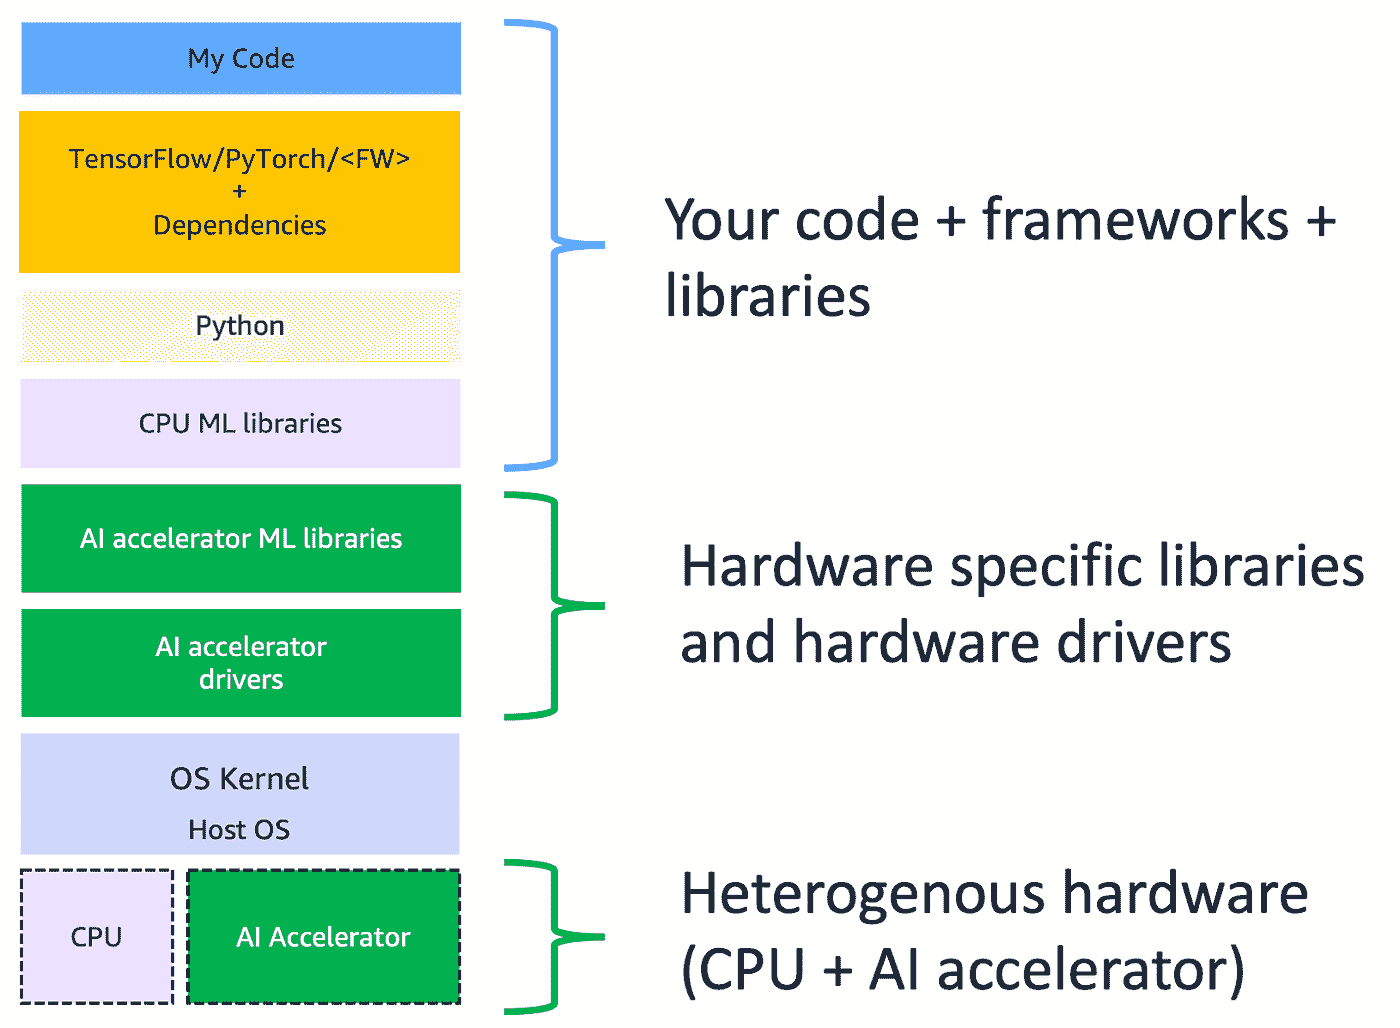 My Code
TensorFlow/PyTorch/<FW>
+
Dependencies
Python
CPU ML libraries
Your code + frameworks +
libraries
AI accelerator ML libraries
AI accelerator
drivers
Hardware specific libraries
and hardware drivers
OS Kernel
Host OS
CPU
AI Accelerator
Heterogenous hardware
(CPU + AI accelerator)